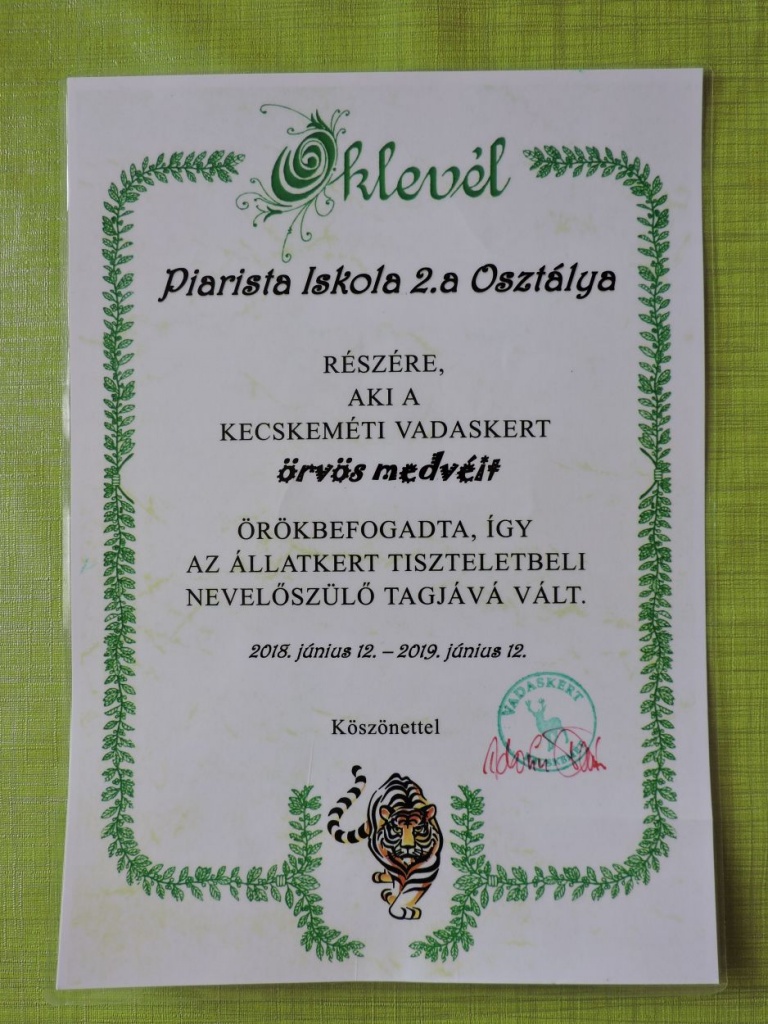 Oklevél
Piarista Iskola 2.a Osztálya
RÉSZÉRE,
AKI A
KECSKEMÉTI VADASKERT
örvös medvéit
ÖRÖKBEFOGADTA, ÍGY
AZ ÁLLATKERT TISZTELETBELI
NEVELŐSZÜLŐ TAGJÁVÁ VÁLT.
2018. június 12. – 2019. június 12.
VADASKERT
Köszönettel